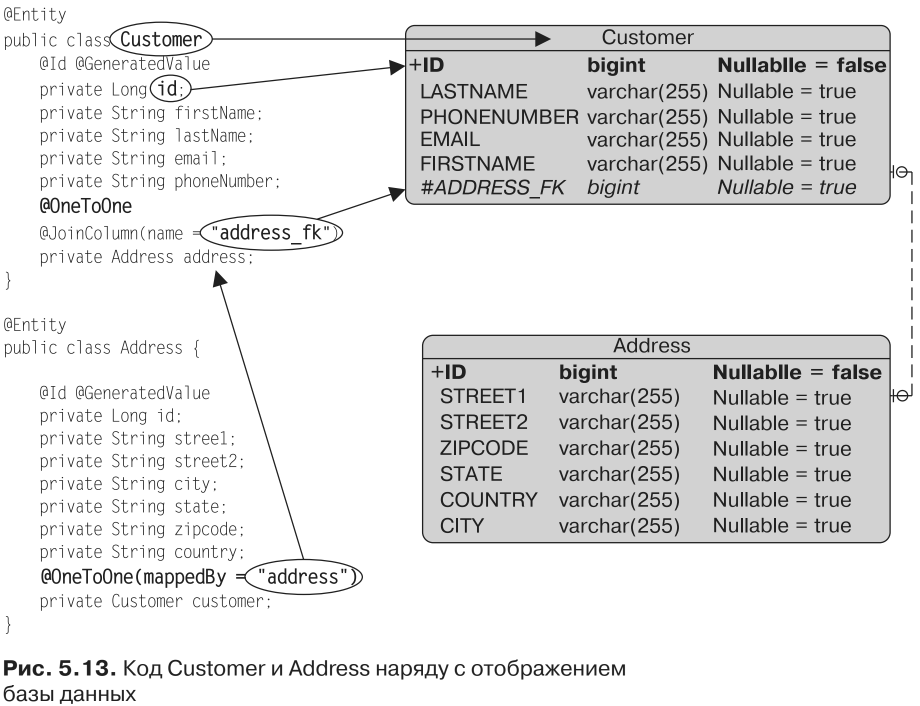 @Entity
public class Customer
@Id @GeneratedValue
private Long id;
private String firstName;
private String lastName;
private String email;
private String phoneNumber;
@OneToOne
@JoinColumn(name = "address_fk")
private Address address;
}
@Entity
public class Address {
@Id @GeneratedValue
private Long id;
private String stree1;
private String street2;
private String city;
private String state;
private String zipcode;
private String country;
@OneToOne(mappedBy = "address")
private Customer customer;
}
Customer
+ID bigint Nullablle = false
LASTNAME varchar(255) Nullable = true
PHONENUMBER varchar(255) Nullable = true
EMAIL varchar(255) Nullable = true
FIRSTNAME varchar(255) Nullable = true
#ADDRESS_FK bigint Nullable = true
Address
+ID bigint Nullablle = false
STREET1 varchar(255) Nullable = true
STREET2 varchar(255) Nullable = true
ZIPCODE varchar(255) Nullable = true
STATE varchar(255) Nullable = true
COUNTRY varchar(255) Nullable = true
CITY varchar(255) Nullable = true
Рис. 5.13. Код Customer и Address наряду с отображением
базы данных